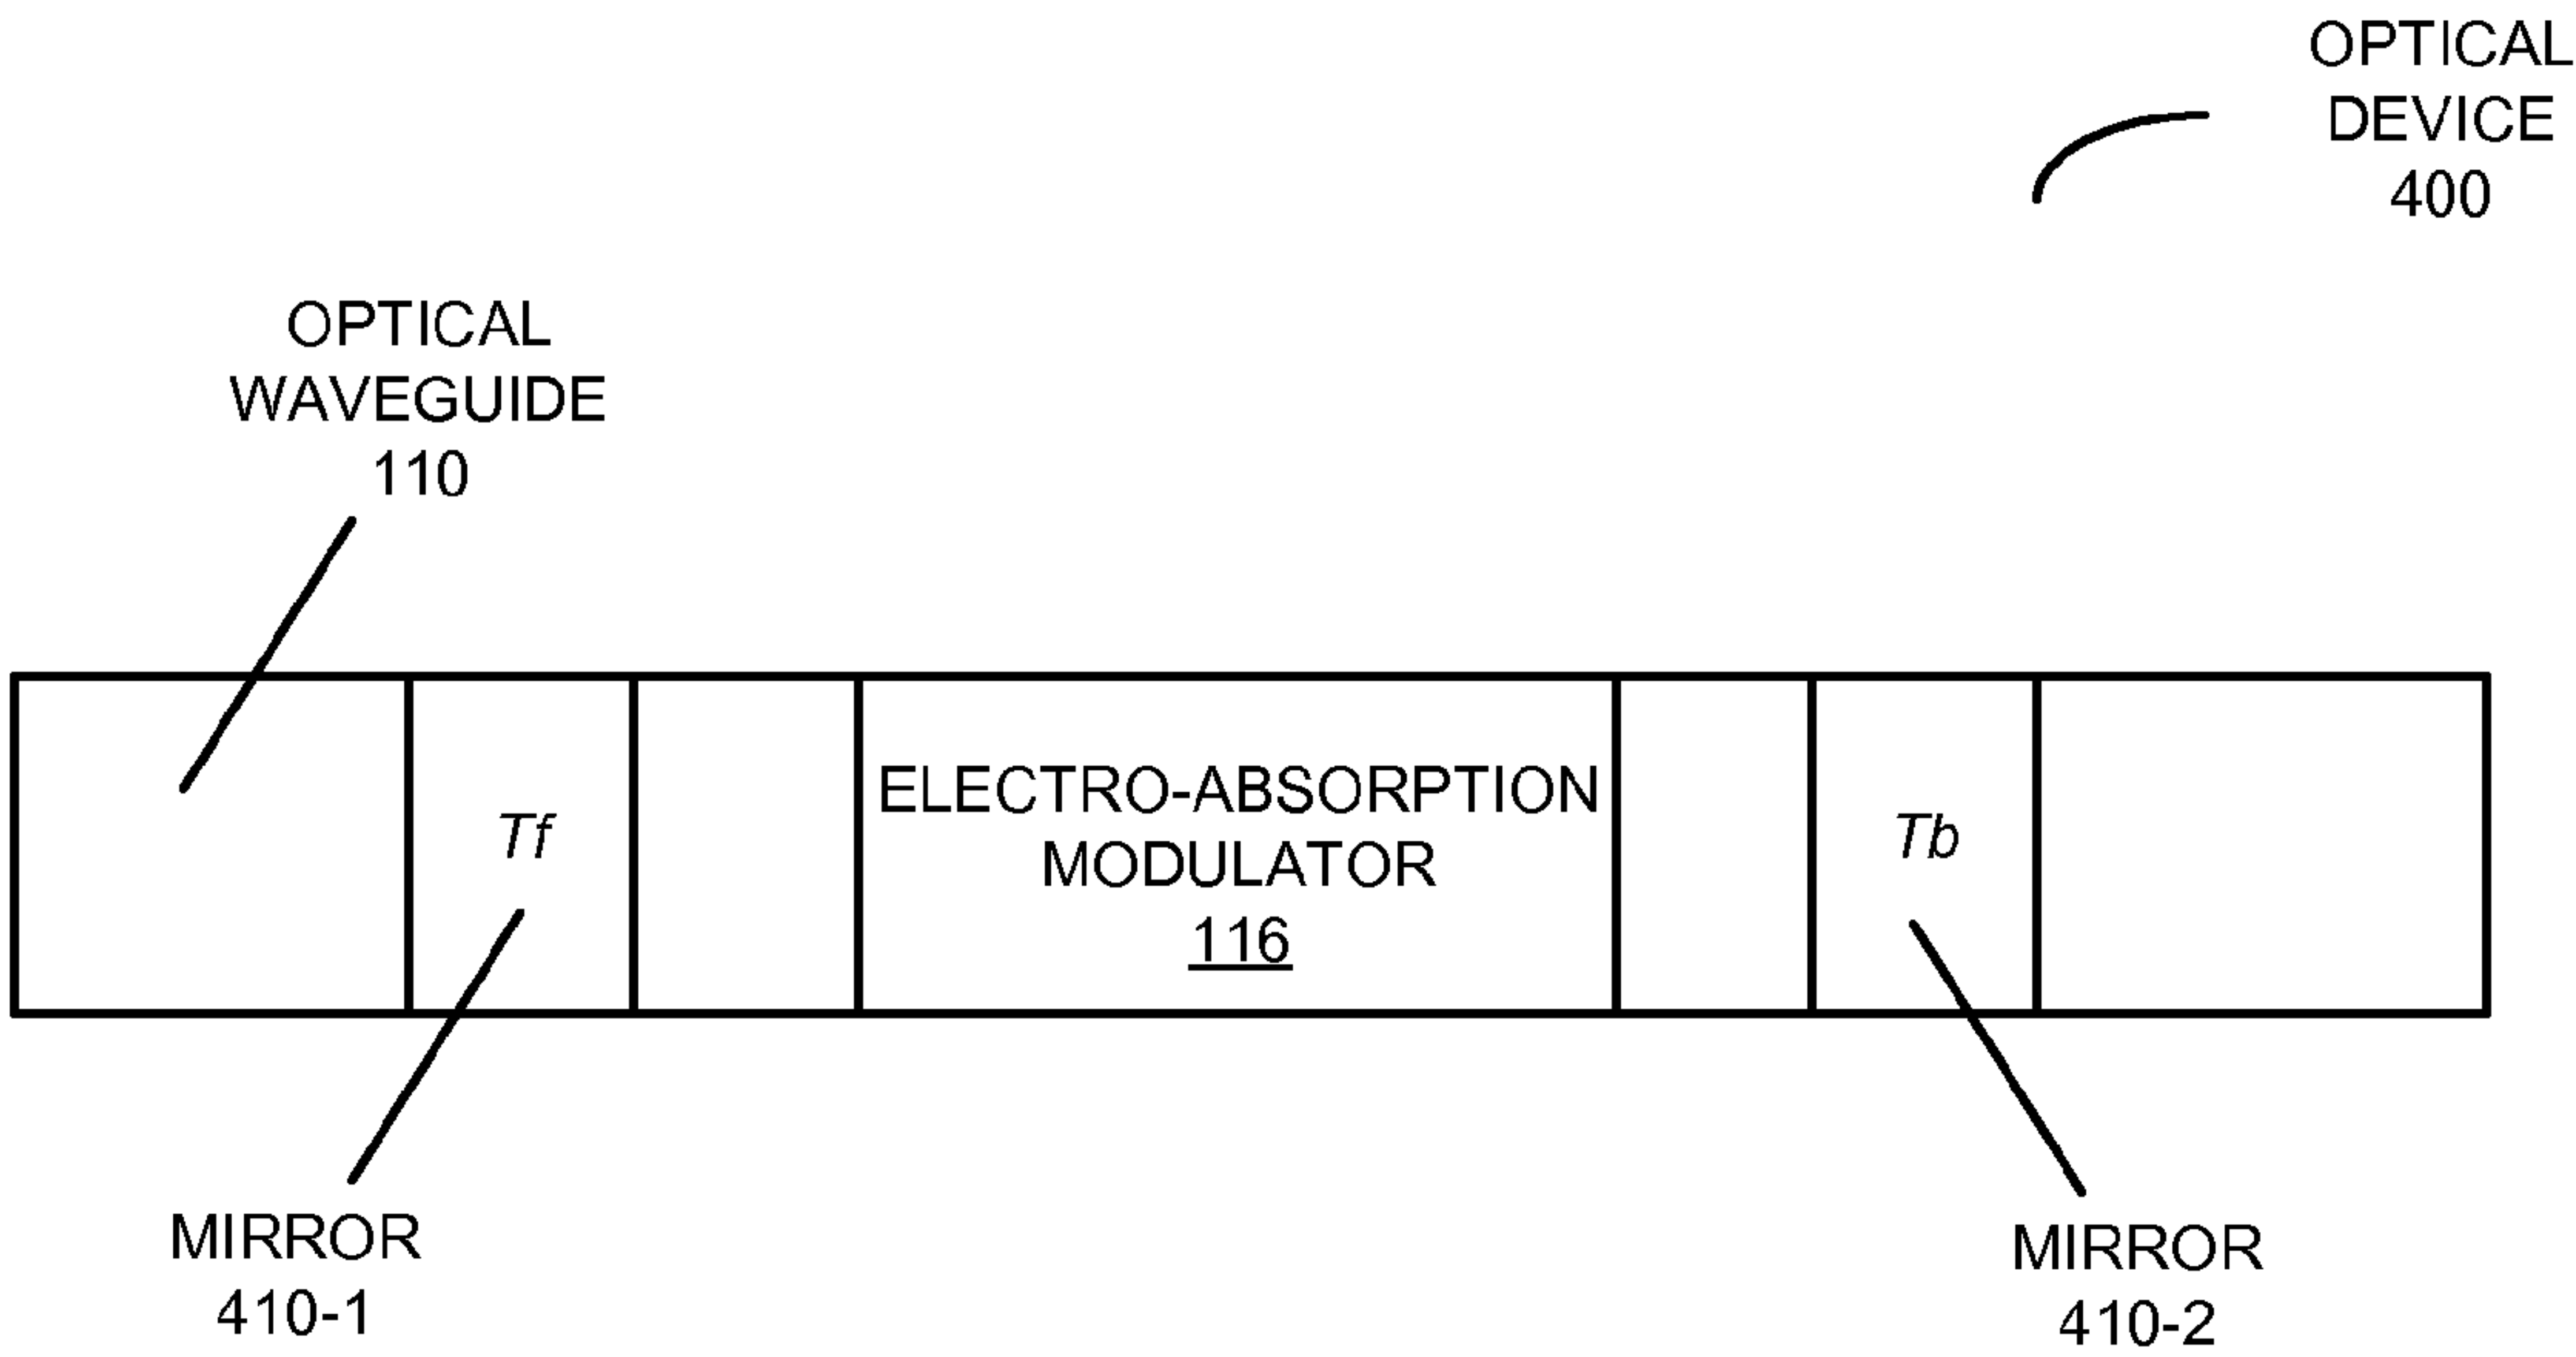 OPTICAL
DEVICE
400
OPTICAL
WAVEGUIDE
110
Tf
ELECTRO-ABSORPTION
MODULATOR
116
Tb
MIRROR
410-1
MIRROR
410-2